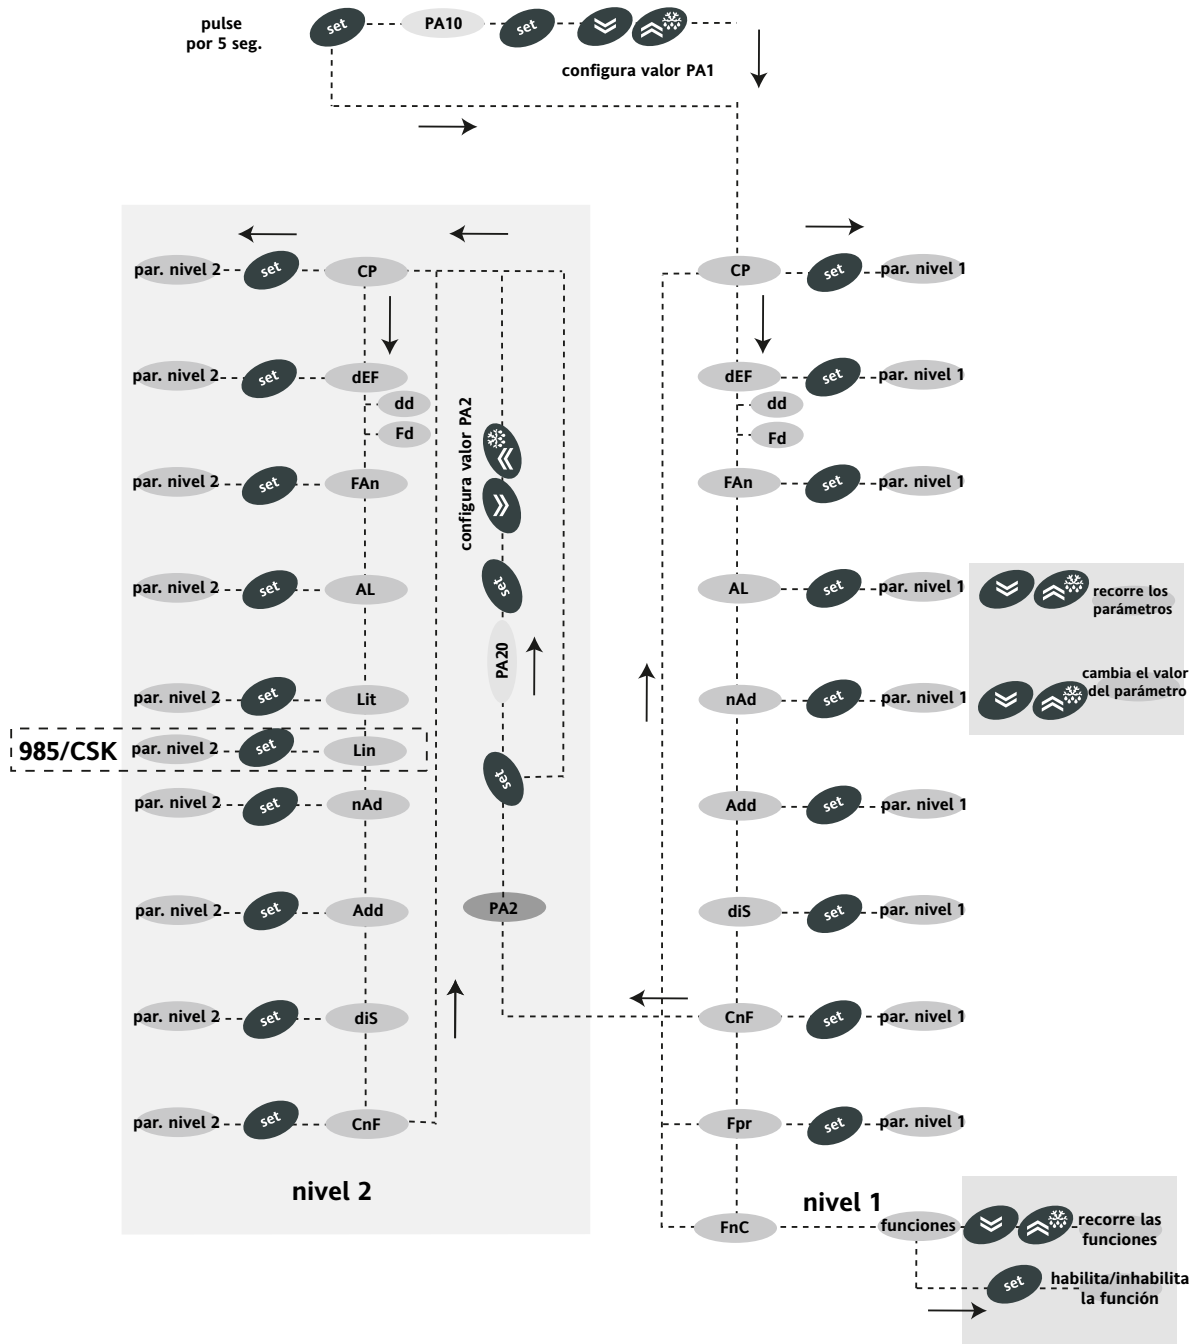 pulse
por 5 seg.
set
PA10
set
configura valor PA1
par. nivel 2
set
CP
par. nivel 2
set
dEF
dd
Fd
par. nivel 2
set
FAn
par. nivel 2
set
AL
par. nivel 2
set
Lit
985/CSK
par. nivel 2
set
Lin
par. nivel 2
set
nAd
par. nivel 2
set
Add
par. nivel 2
set
diS
par. nivel 2
set
CnF
nivel 2
configura valor PA2
set
PA20
set
PA2
CP
set
par. nivel 1
dEF
set
par. nivel 1
dd
Fd
FAn
set
par. nivel 1
AL
set
par. nivel 1
nAd
set
par. nivel 1
Add
set
par. nivel 1
diS
set
par. nivel 1
CnF
set
par. nivel 1
Fpr
set
par. nivel 1
nivel 1
FnC
funciones
recorre los
parámetros
cambia el valor
del parámetro
recorre las
funciones
set
habilita/inhabilita
la función